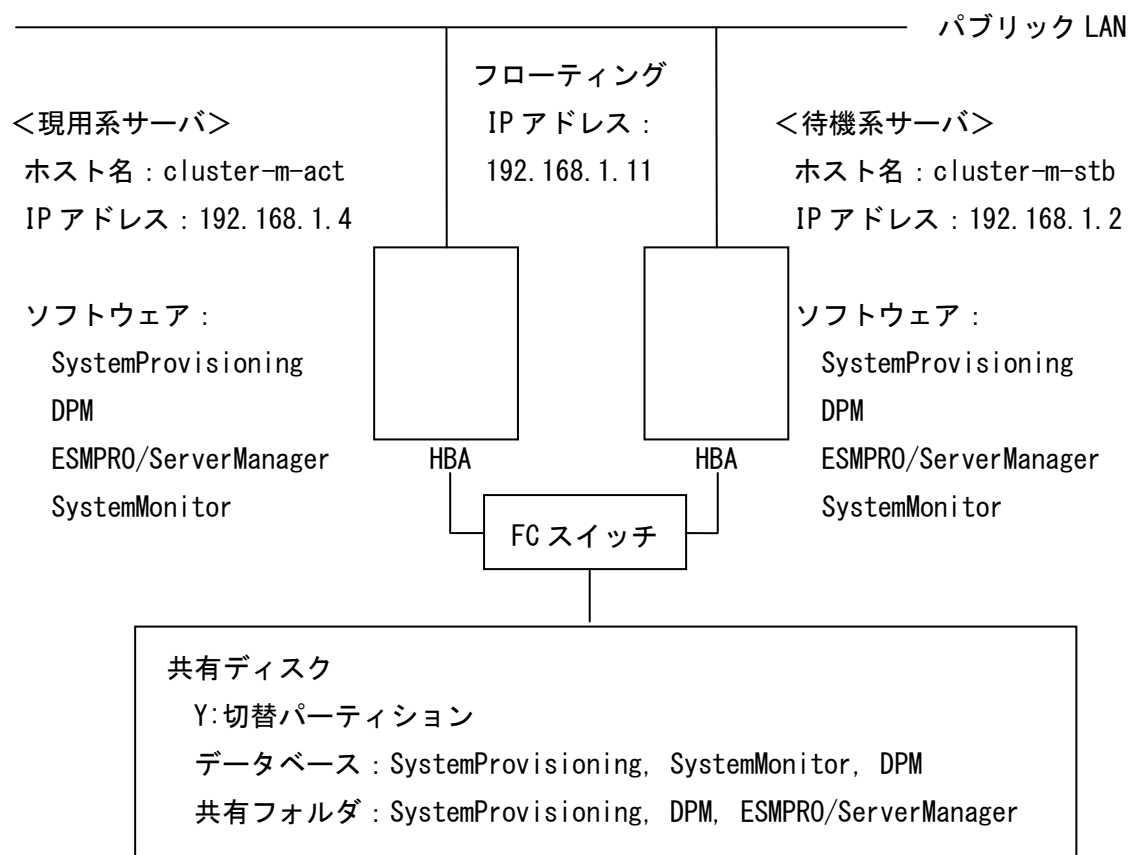 パブリック LAN
フローティング
IP アドレス：
192.168.1.11
＜現用系サーバ＞
ホスト名：cluster-m-act
IP アドレス：192.168.1.4
＜待機系サーバ＞
ホスト名：cluster-m-stb
IP アドレス：192.168.1.2
ソフトウェア：
SystemProvisioning
DPM
ESMPRO/ServerManager
SystemMonitor
ソフトウェア：
SystemProvisioning
DPM
ESMPRO/ServerManager
SystemMonitor
HBA
HBA
FC スイッチ
共有ディスク
Y:切替パーティション
データベース：SystemProvisioning, SystemMonitor, DPM
共有フォルダ：SystemProvisioning, DPM, ESMPRO/ServerManager